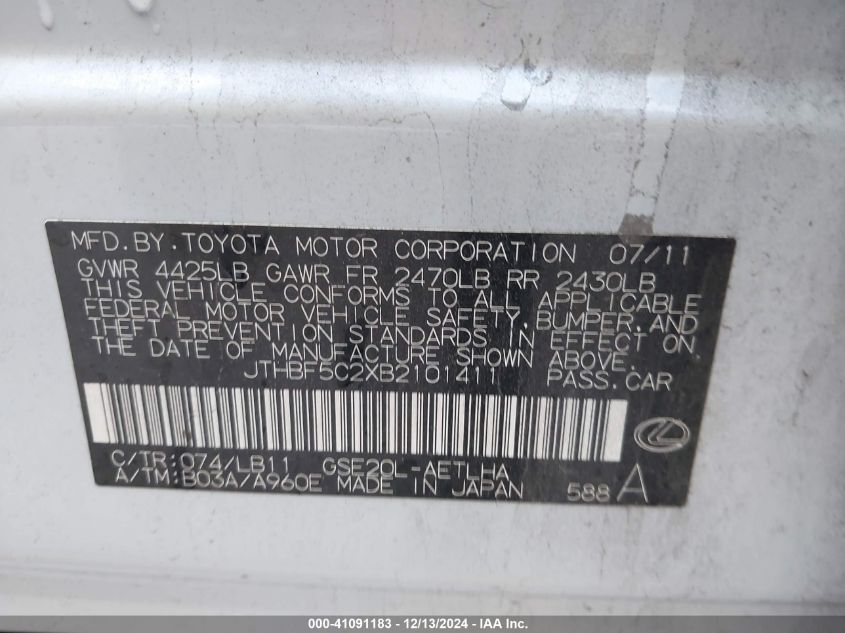 MFD. BY. TOYOTA MOTOR CORPORATION 07/11
GVWR 4425LB GAWR FR 2470LB RR 2430LB
THIS VEHICLE CONFORMS TO ALL APPLICABLE
FEDERAL MOTOR VEHICLE SAFETY, BUMPER, AND
THEFT PREVENTION STANDARDS IN EFFECT ON
THE DATE OF MANUFACTURE SHOWN ABOVE.
JTHBF5C2XB2101411 PASS. CAR
C/TR: 074/LB11 GSE20L-AETLHA
A/TM: B03A/A960E MADE IN JAPAN 588 A
000-41091183 - 12/13/2024 - iaai.com